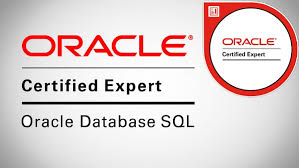 ORACLE®
Certified Expert
Oracle Database SQL
ORACLE
Certified Expert